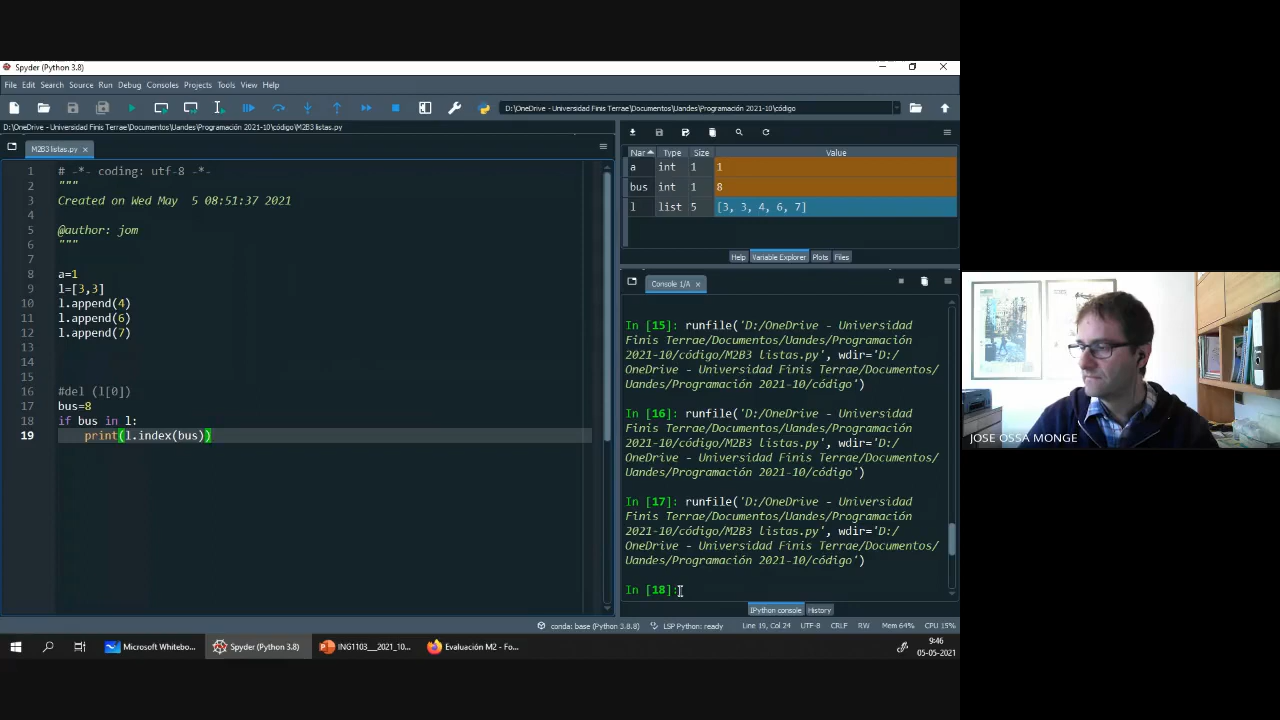 Spyder (Python 3.8)
File Edit Search Source Run Debug Consoles Projects Tools View Help
D:\OneDrive - Universidad Finis Terrae\Documentos\Uandes\Programación 2021-10\código
D:\OneDrive - Universidad Finis Terrae\Documentos\Uandes\Programación 2021-10\código\M2B3 listas.py
M2B3 listas.py
1 # -*- coding: utf-8 -*-
2 """
3 Created on Wed May  5 08:51:37 2021
4
5 @author: jom
6 """
7
8 a=1
9 l=[3,3]
10 l.append(4)
11 l.append(6)
12 l.append(7)
13
14
15
16 #del (l[0])
17 bus=8
18 if bus in l:
19     print(l.index(bus))
Nar Type Size Value
a int 1 1
bus int 1 8
l list 5 [3, 3, 4, 6, 7]
Help Variable Explorer Plots Files
Console 1/A
In [15]: runfile('D:/OneDrive - Universidad
Finis Terrae/Documentos/Uandes/Programación
2021-10/código/M2B3 listas.py', wdir='D:/
OneDrive - Universidad Finis Terrae/Documentos/
Uandes/Programación 2021-10/código')
In [16]: runfile('D:/OneDrive - Universidad
Finis Terrae/Documentos/Uandes/Programación
2021-10/código/M2B3 listas.py', wdir='D:/
OneDrive - Universidad Finis Terrae/Documentos/
Uandes/Programación 2021-10/código')
In [17]: runfile('D:/OneDrive - Universidad
Finis Terrae/Documentos/Uandes/Programación
2021-10/código/M2B3 listas.py', wdir='D:/
OneDrive - Universidad Finis Terrae/Documentos/
Uandes/Programación 2021-10/código')
In [18]:
IPython console History
conda: base (Python 3.8.8) LSP Python: ready Line 19, Col 24 UTF-8 CRLF RW Mem 64% CPU 15%
Microsoft Whitebo... Spyder (Python 3.8) ING1103__2021_10... Evaluación M2 - Fo...
9:46
05-05-2021
JOSE OSSA MONGE